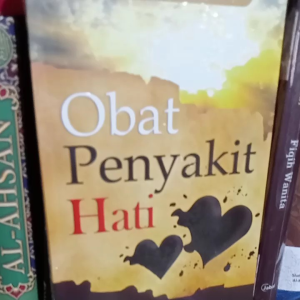 Obat
Penyakit
Hati
AL-AHSAN
Fiqih Wanita